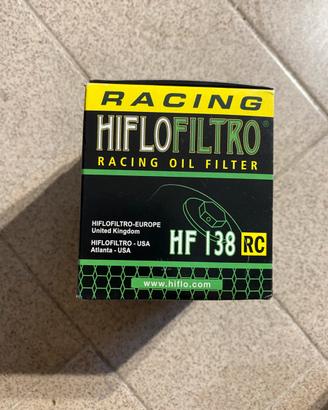 RACING
HIFLOFILTRO®
RACING OIL FILTER
HIFLOFILTRO-EUROPE
United Kingdom
HIFLOFILTRO - USA
Atlanta - USA
HF 138 RC
www.hiflo.com